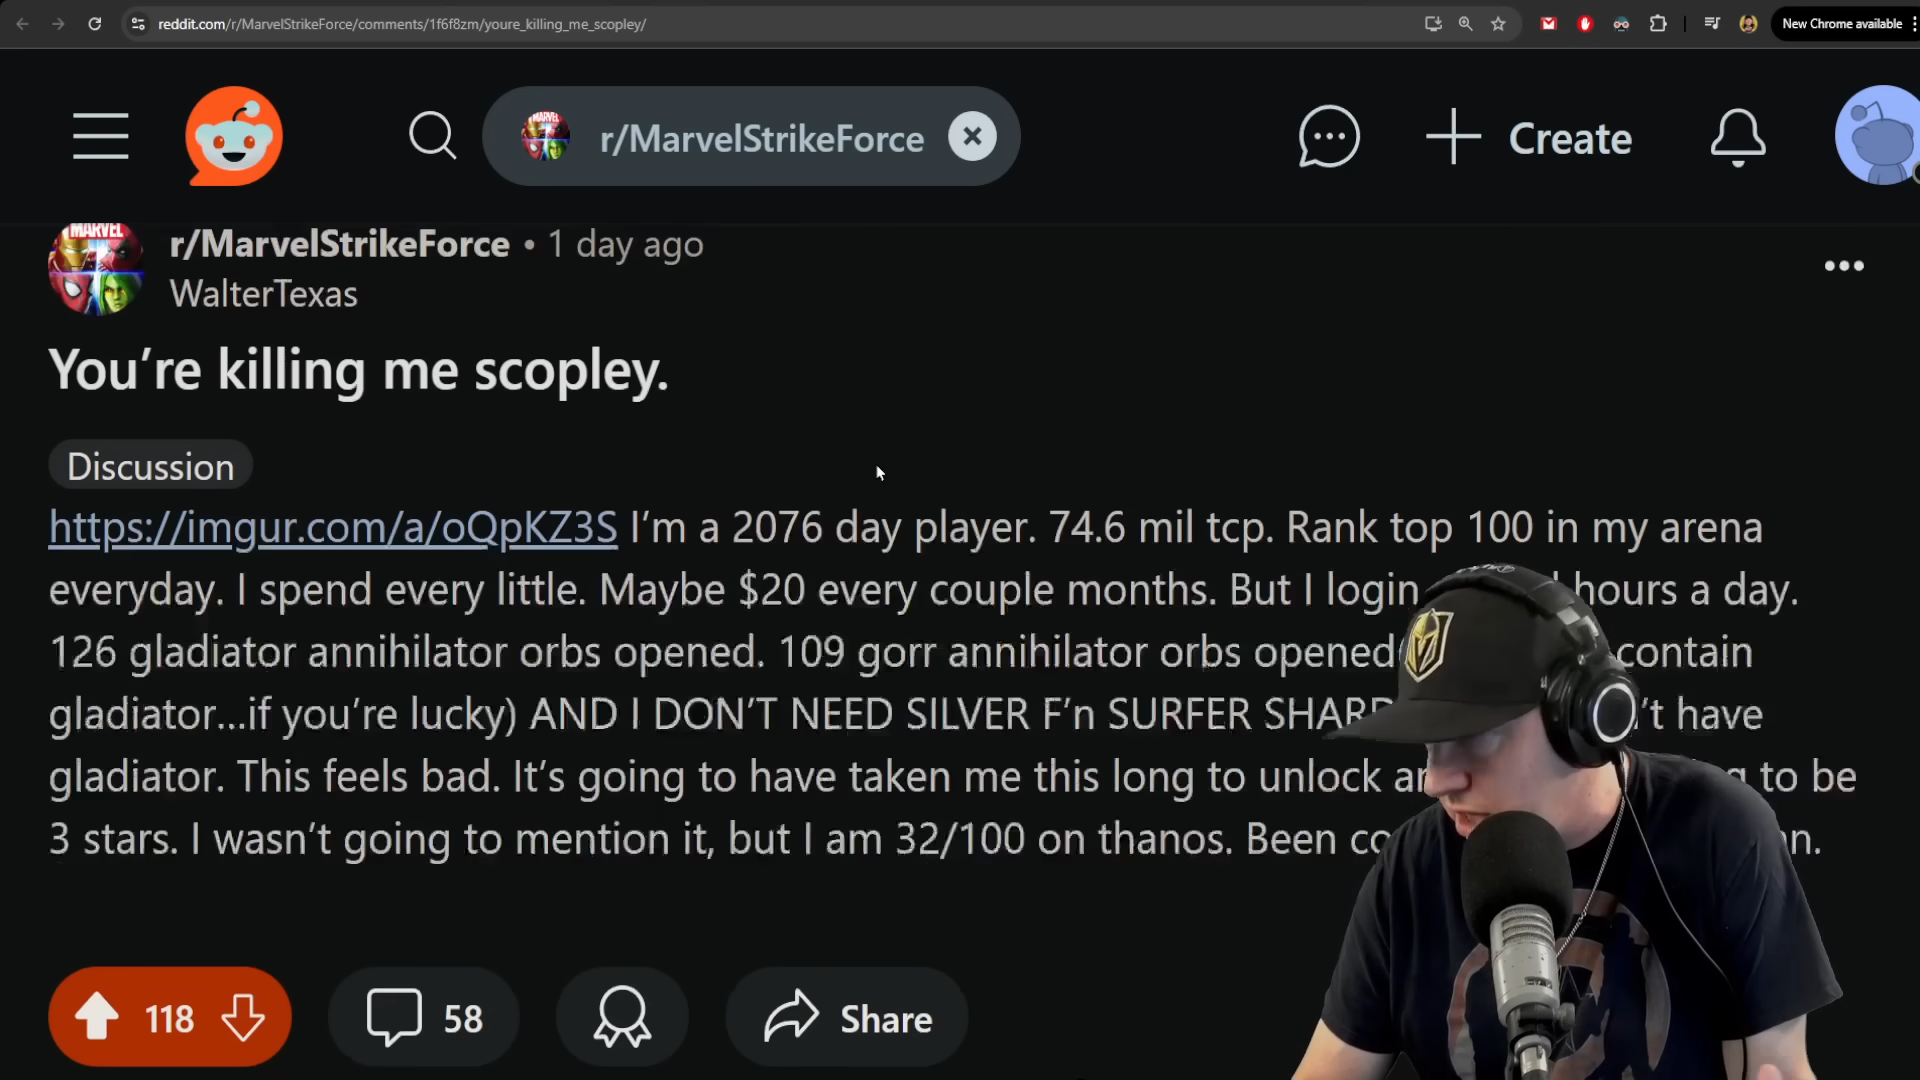 reddit.com/r/MarvelStrikeForce/comments/1f6f8zm/youre_killing_me_scopley/
New Chrome available
MARVEL
r/MarvelStrikeForce
Create
MARVEL
r/MarvelStrikeForce • 1 day ago
WalterTexas
You’re killing me scopley.
Discussion
https://imgur.com/a/oQpKZ3S I’m a 2076 day player. 74.6 mil tcp. Rank top 100 in my arena
everyday. I spend every little. Maybe $20 every couple months. But I login hours a day.
126 gladiator annihilator orbs opened. 109 gorr annihilator orbs opened contain
gladiator...if you’re lucky) AND I DON’T NEED SILVER F’n SURFER SHARD ’t have
gladiator. This feels bad. It’s going to have taken me this long to unlock to be
3 stars. I wasn’t going to mention it, but I am 32/100 on thanos. Been
118
58
Share